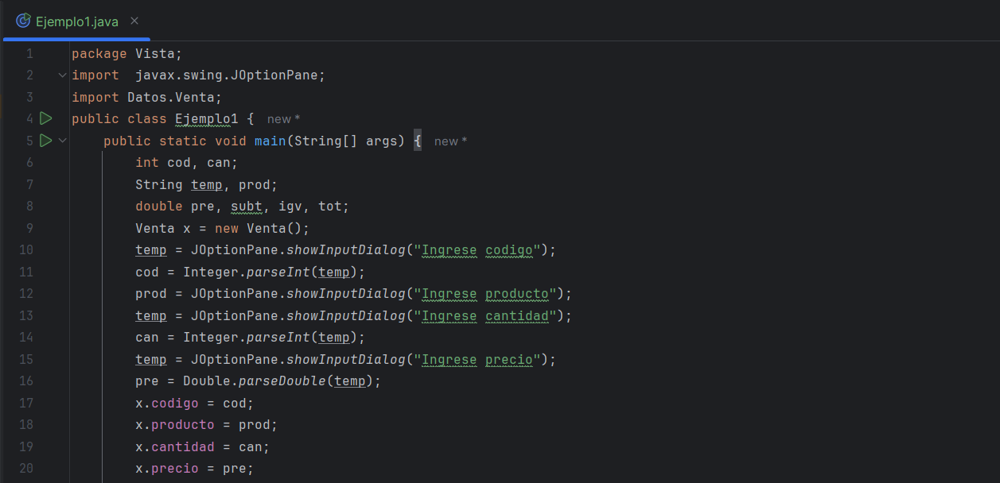 Ejemplo1.java
1 package Vista;
2 import  javax.swing.JOptionPane;
3 import Datos.Venta;
4 public class Ejemplo1 {  new *
5     public static void main(String[] args) {  new *
6         int cod, can;
7         String temp, prod;
8         double pre, subt, igv, tot;
9         Venta x = new Venta();
10         temp = JOptionPane.showInputDialog("Ingrese codigo");
11         cod = Integer.parseInt(temp);
12         prod = JOptionPane.showInputDialog("Ingrese producto");
13         temp = JOptionPane.showInputDialog("Ingrese cantidad");
14         can = Integer.parseInt(temp);
15         temp = JOptionPane.showInputDialog("Ingrese precio");
16         pre = Double.parseDouble(temp);
17         x.codigo = cod;
18         x.producto = prod;
19         x.cantidad = can;
20         x.precio = pre;